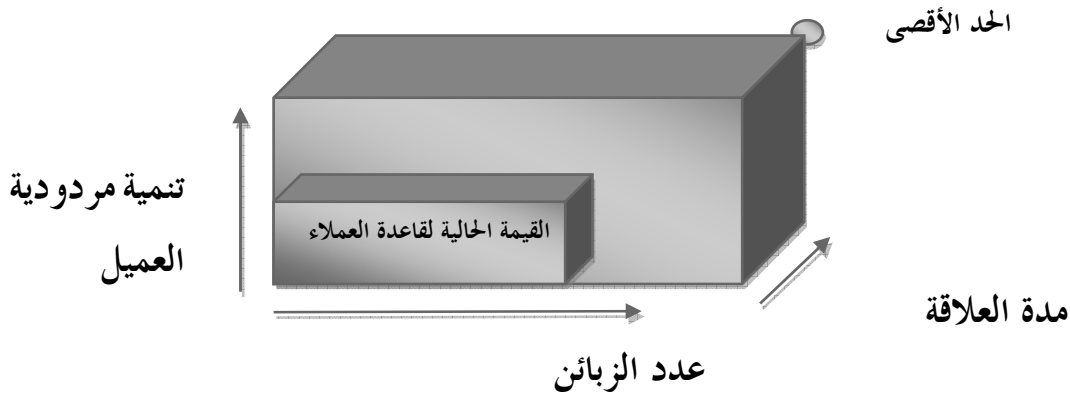 الحد الأقصى
تنمية مردودية
العميل
القيمة الحالية لقاعدة العملاء
مدة العلاقة
عدد الزبائن